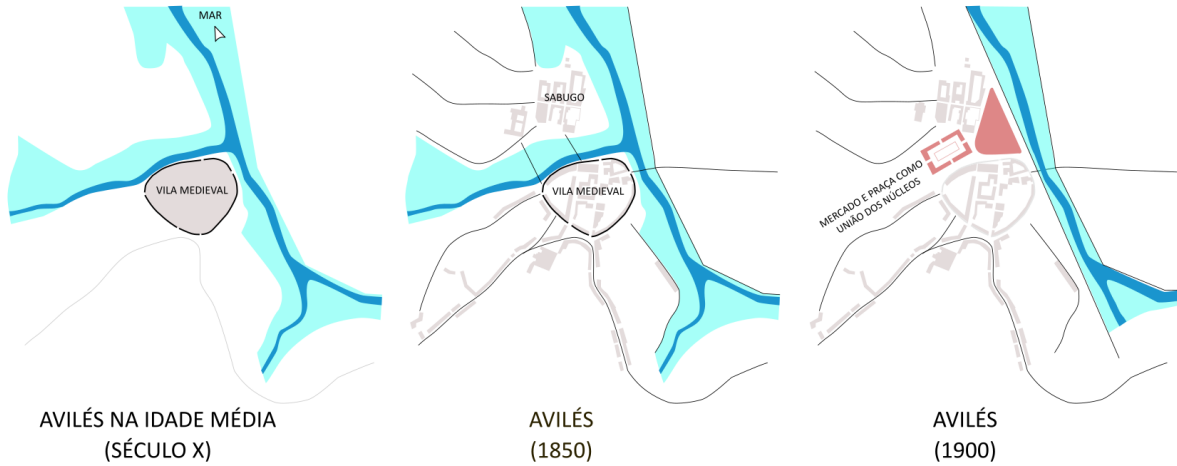 MAR
VILA MEDIEVAL
AVILÉS NA IDADE MÉDIA
(SÉCULO X)
SABUGO
VILA MEDIEVAL
AVILÉS
(1850)
MERCADO E PRAÇA COMO
UNIÃO DOS NÚCLEOS
AVILÉS
(1900)